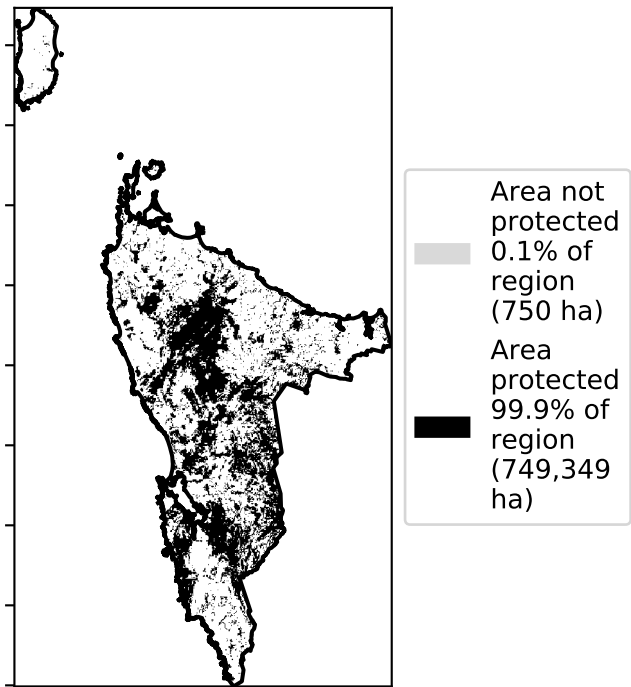 Area not
protected
0.1% of
region
(750 ha)
Area
protected
99.9% of
region
(749,349
ha)